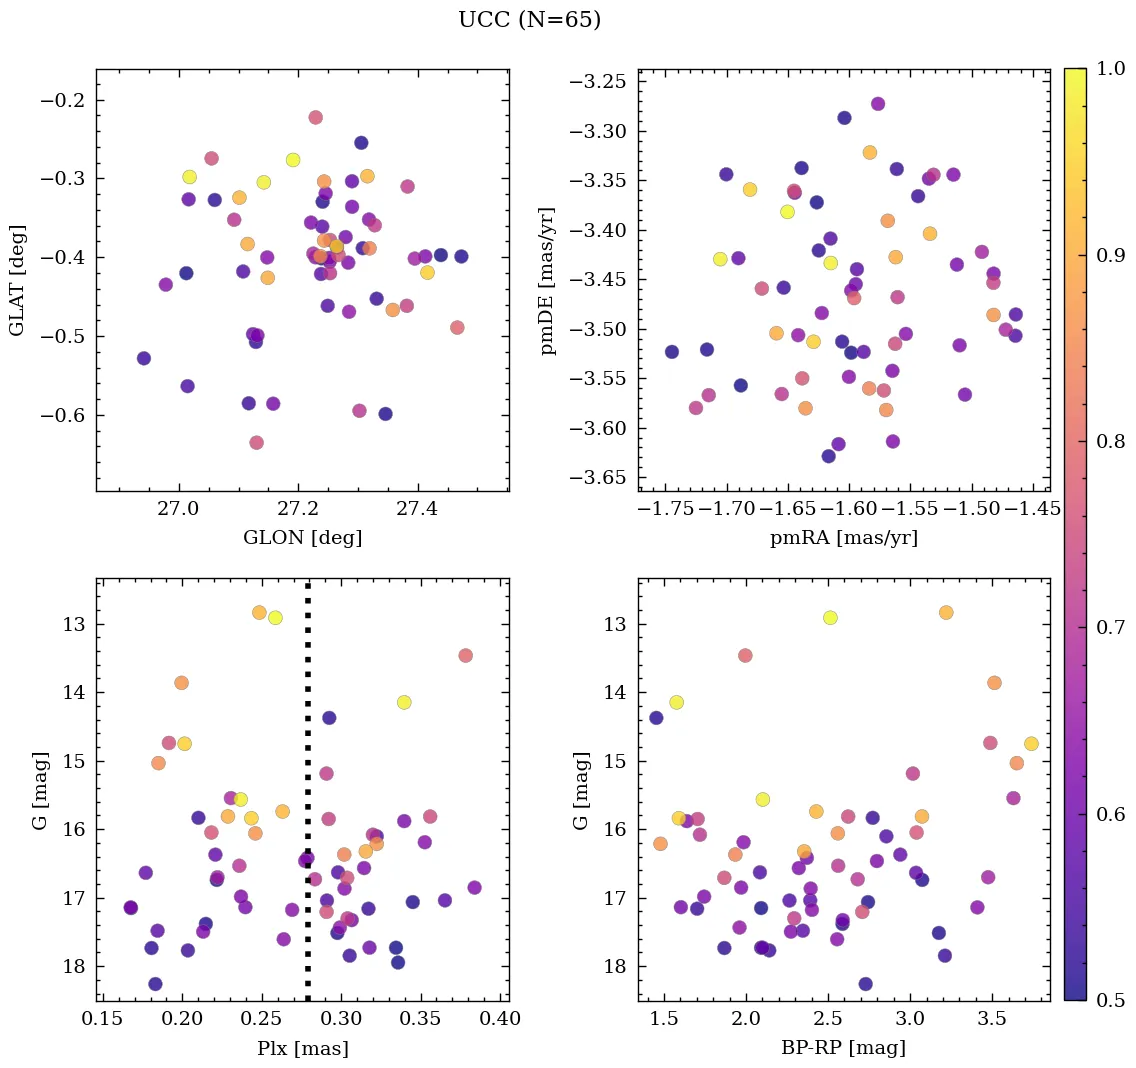 UCC (N=65)
−0.2
−0.3
−0.4
−0.5
−0.6
GLAT [deg]
27.0 27.2 27.4
GLON [deg]
−3.25
−3.30
−3.35
−3.40
−3.45
−3.50
−3.55
−3.60
−3.65
pmDE [mas/yr]
−1.75 −1.70 −1.65 −1.60 −1.55 −1.50 −1.45
pmRA [mas/yr]
1.0
0.9
0.8
0.7
0.6
0.5
13
14
15
16
17
18
G [mag]
0.15 0.20 0.25 0.30 0.35 0.40
Plx [mas]
13
14
15
16
17
18
G [mag]
1.5 2.0 2.5 3.0 3.5
BP-RP [mag]